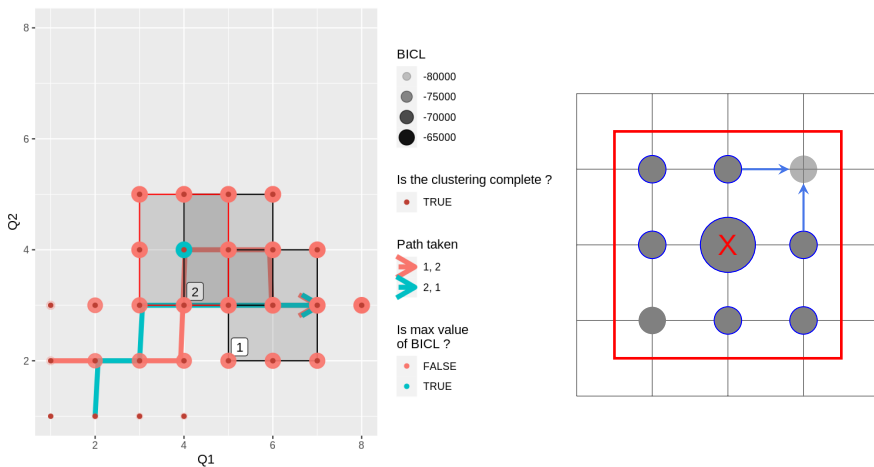 8
6
4
2
Q2
2
4
6
8
Q1
2
1
BICL
-80000
-75000
-70000
-65000
Is the clustering complete ?
TRUE
Path taken
1, 2
2, 1
Is max value
of BICL ?
FALSE
TRUE
X